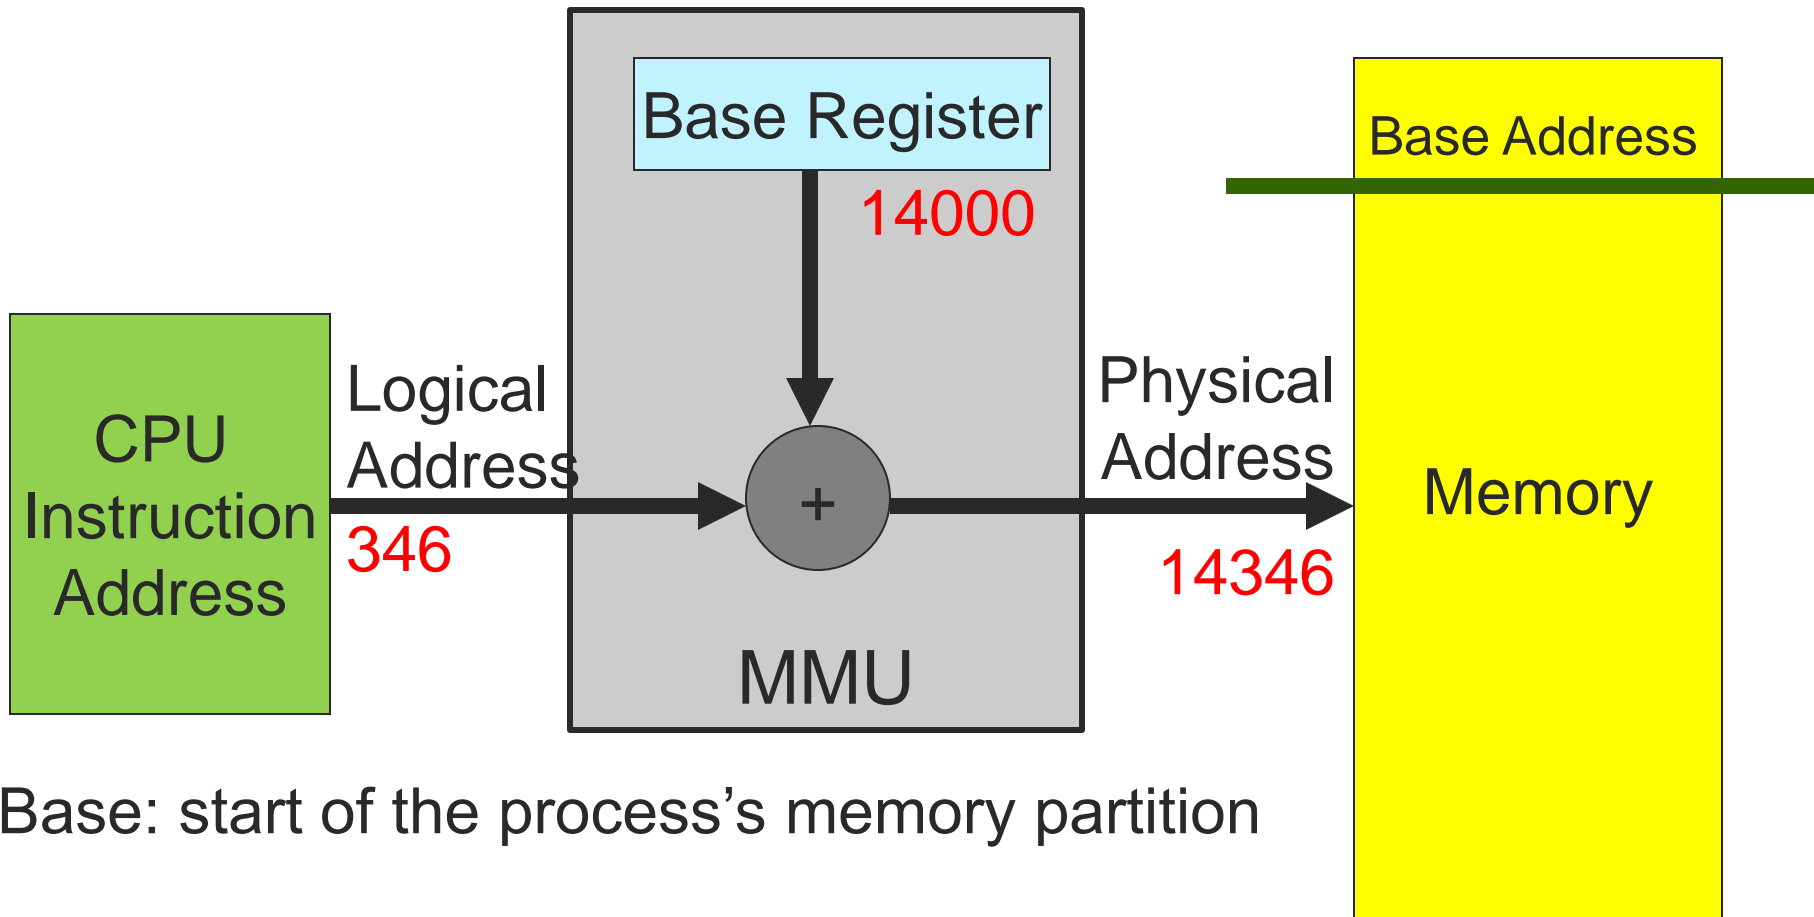 Base Register
14000
Base Address
CPU
Instruction
Address
Logical
Address
346
+
MMU
Physical
Address
14346
Memory
Base: start of the process’s memory partition